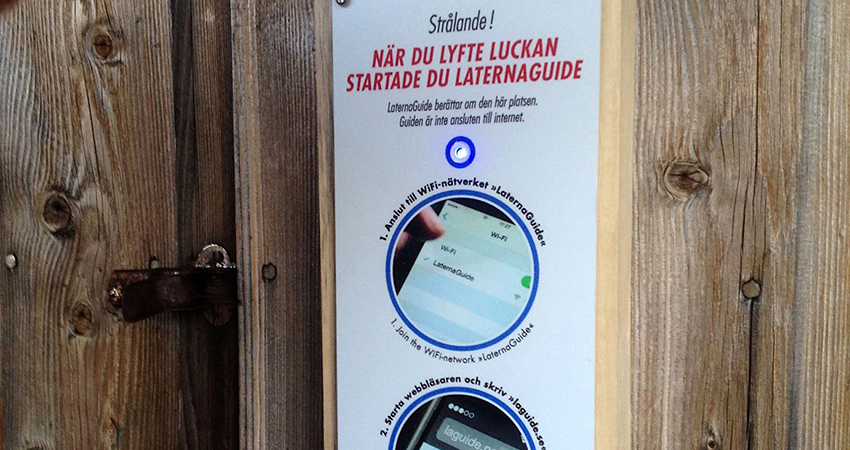 Strålande!
NÄR DU LYFTE LUCKAN
STARTADE DU LATERNAGUIDE
LaternaGuide berättar om den här platsen.
Guiden är inte ansluten till internet.
1. Anslut till WiFi-nätverket »LaternaGuide«
Wi-Fi
Wi-Fi
LaternaGuide
1. Join the WiFi-network »LaternaGuide«
2. Starta webbläsaren och skriv »laguide.se«